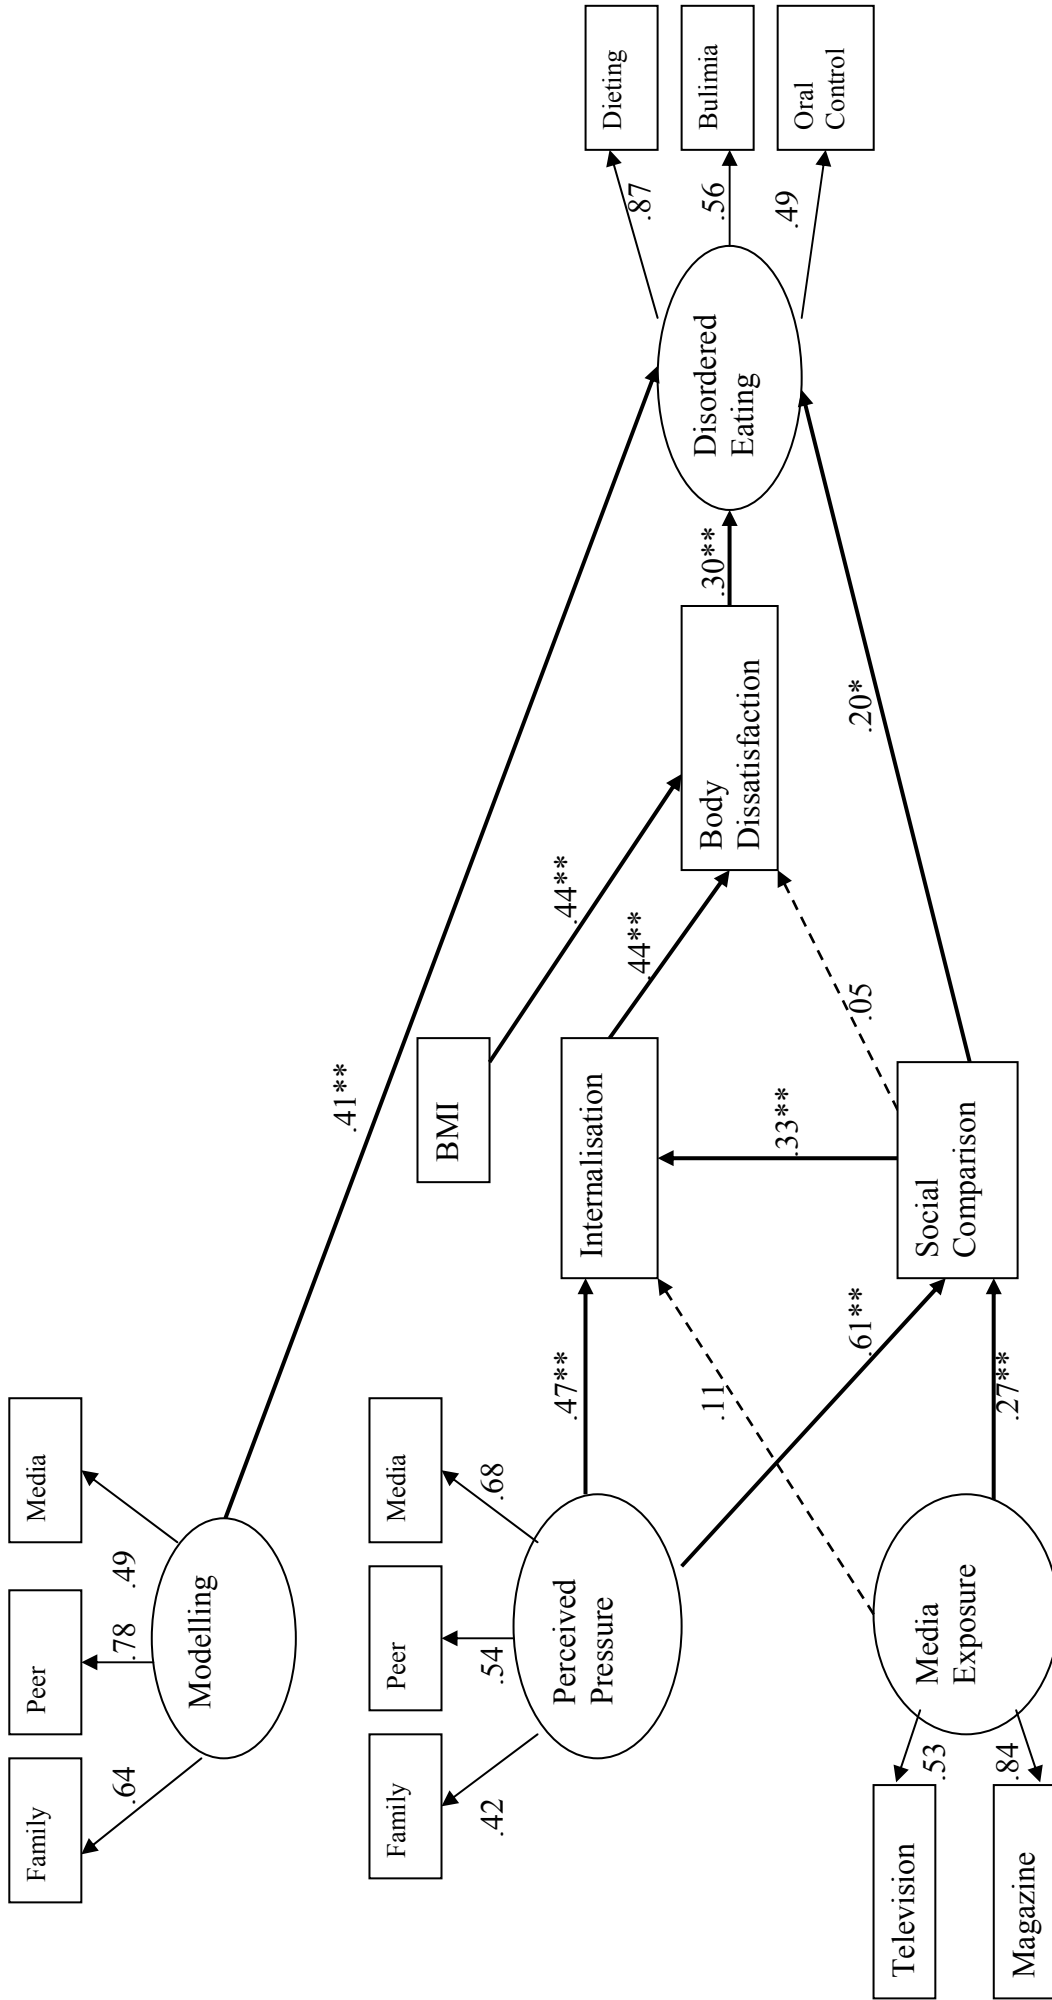 Family
Peer
Media
.64
.78
.49
Modelling
.41**
Family
Peer
Media
.42
.54
.68
Perceived
Pressure
.47**
.61**
BMI
.44**
Internalisation
.44**
.11
.33**
Television
Magazine
.53
.84
Media
Exposure
.27**
Social
Comparison
.05
.20*
Body
Dissatisfaction
.30**
Disordered
Eating
.87
.56
.49
Dieting
Bulimia
Oral
Control